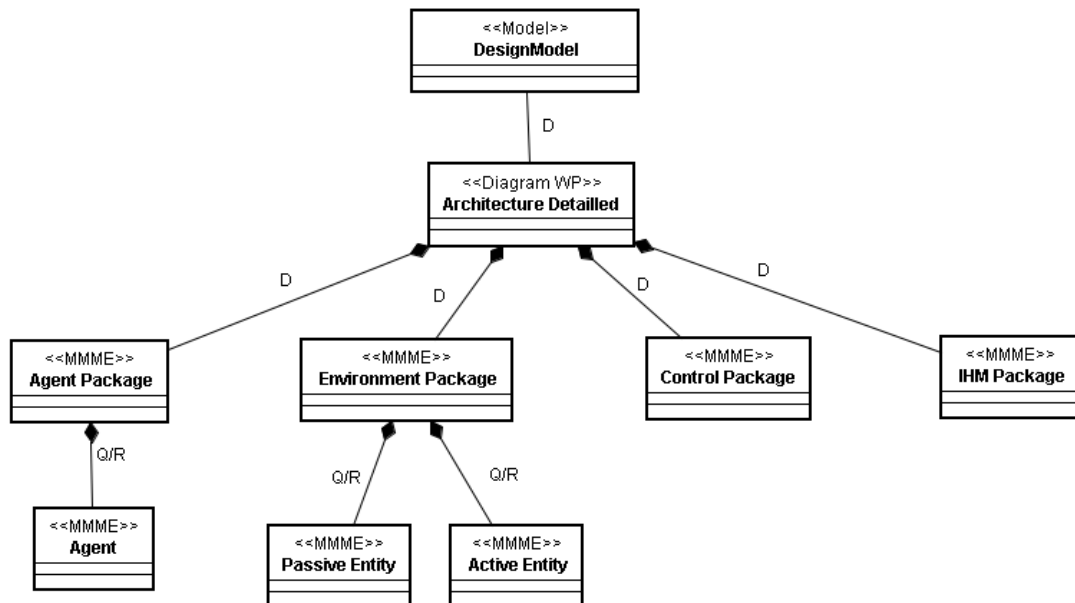 <<Model>>
DesignModel
D
<<Diagram WP>>
Architecture Detailled
D
D
D
D
<<MMME>>
Agent Package
<<MMME>>
Environment Package
<<MMME>>
Control Package
<<MMME>>
IHM Package
Q/R
Q/R
Q/R
<<MMME>>
Agent
<<MMME>>
Passive Entity
<<MMME>>
Active Entity